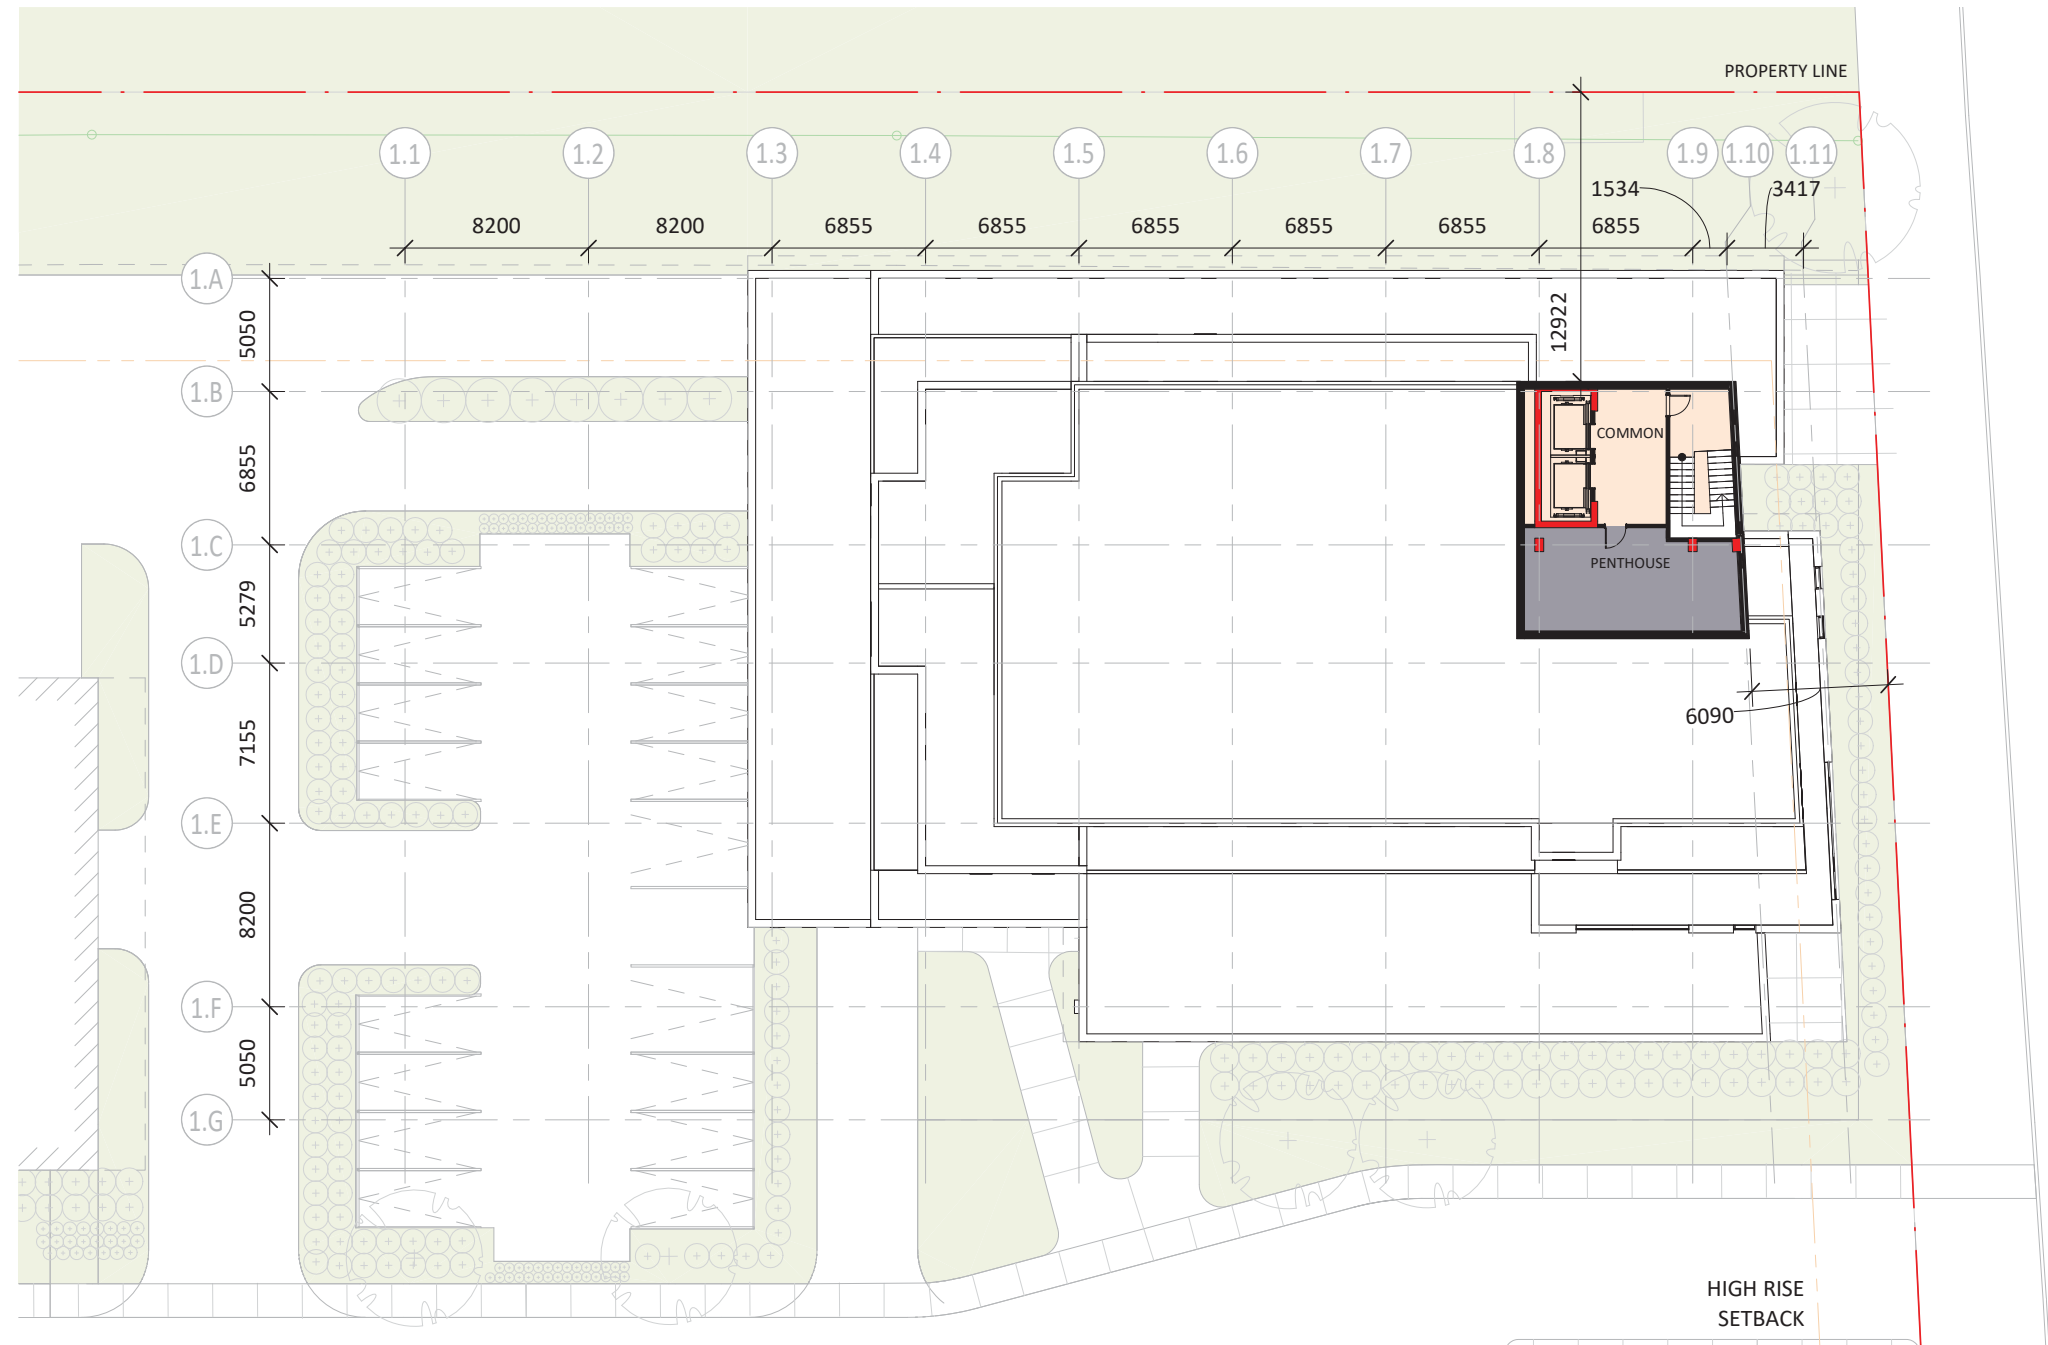 PROPERTY LINE
1.1 1.2 1.3 1.4 1.5 1.6 1.7 1.8 1.9 1.10 1.11
1534 3417
8200 8200 6855 6855 6855 6855 6855 6855
1.A
12922
5050
1.B
COMMON
6855
1.C
PENTHOUSE
5279
1.D
6090
7155
1.E
8200
1.F
5050
1.G
HIGH RISE
SETBACK